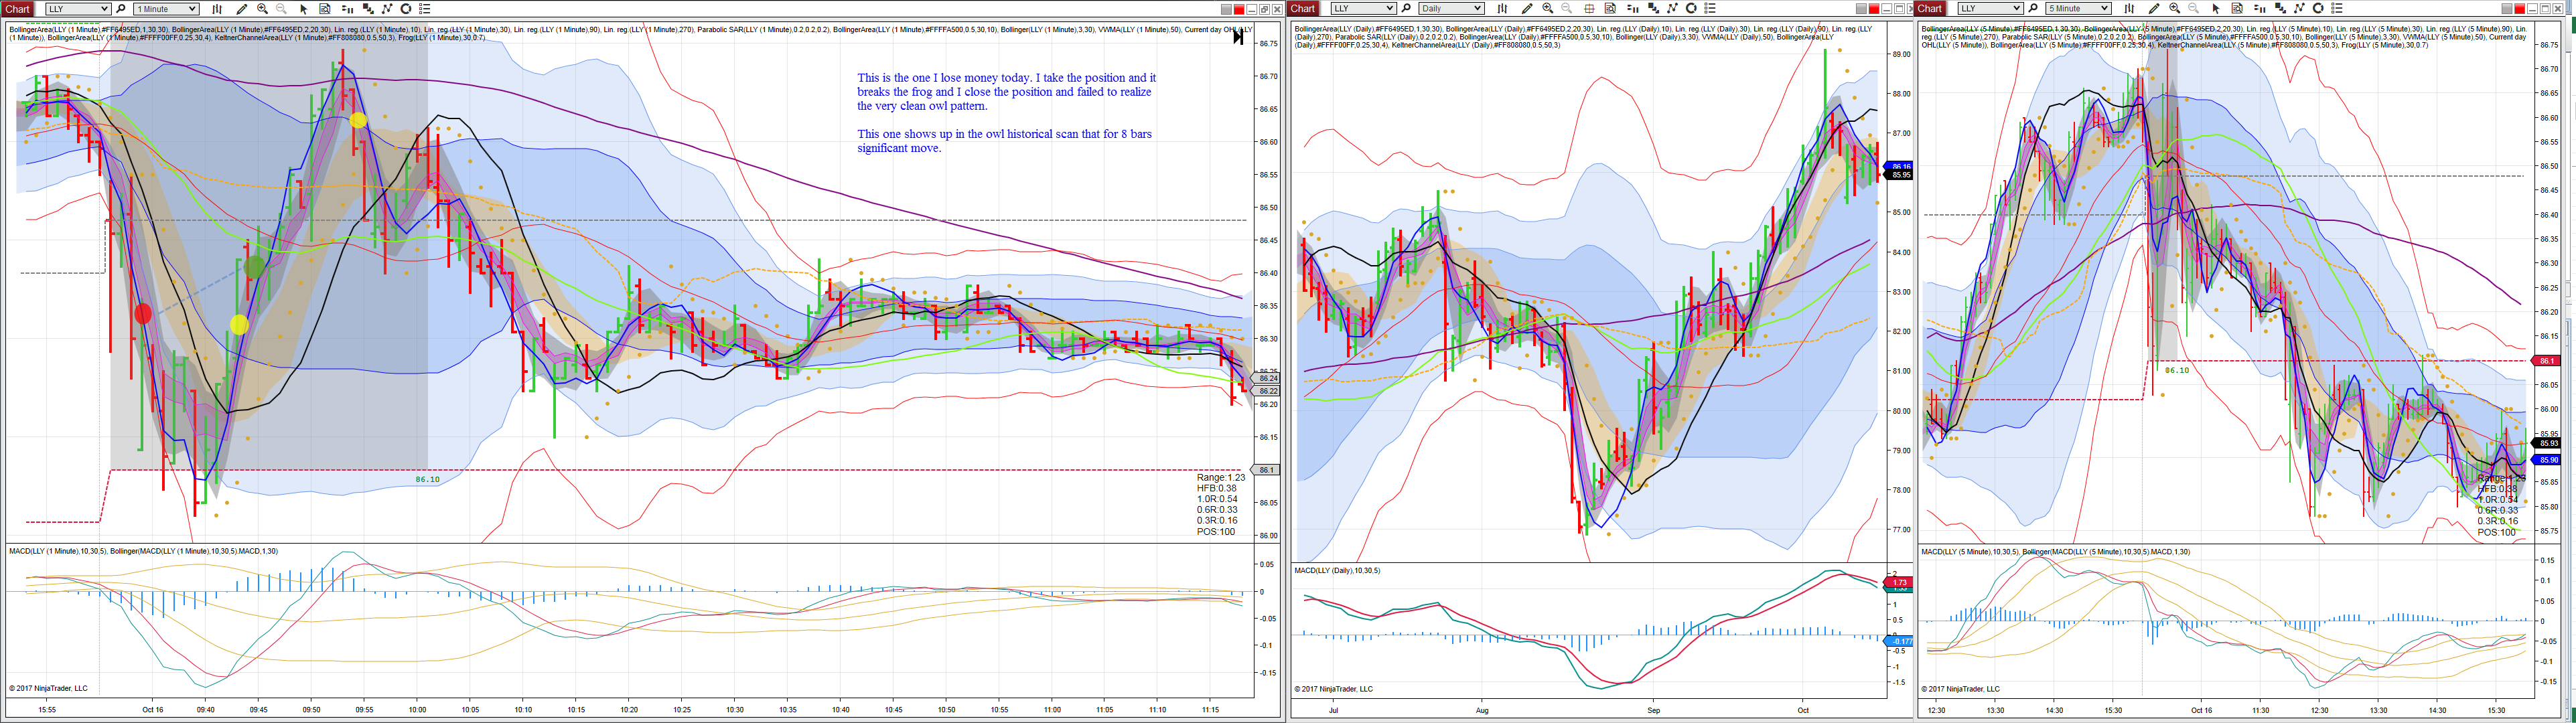 Chart LLY 1 Minute
BollingerArea(LLY (1 Minute),#FF6495ED,1,30,30), BollingerArea(LLY (1 Minute),#FF6495ED,2,20,30), Lin. reg.(LLY (1 Minute),10), Lin. reg.(LLY (1 Minute),30), Lin. reg.(LLY (1 Minute),90), Lin. reg.(LLY (1 Minute),270), Parabolic SAR(LLY (1 Minute),0.2,0.2,0.2), BollingerArea(LLY (1 Minute),#FFFFA500,0.5,30,10), Bollinger(LLY (1 Minute),3,30), VWMA(LLY (1 Minute),50), Current day OHL(LLY
(1 Minute)), BollingerArea(LLY (1 Minute),#FFFF00FF,0.25,30,4), KeltnerChannelArea(LLY (1 Minute),#FF808080,0.5,50,3), Frog(LLY (1 Minute),30,0.7)
This is the one I lose money today. I take the position and it
breaks the frog and I close the position and failed to realize
the very clean owl pattern.
This one shows up in the owl historical scan that for 8 bars
significant move.
86.75
86.70
86.65
86.60
86.55
86.50
86.45
86.40
86.35
86.30
86.24
86.22
86.20
86.15
86.1
86.05
86.00
86.10
Range:1.23
HFB:0.38
1.0R:0.54
0.6R:0.33
0.3R:0.16
POS:100
MACD(LLY (1 Minute),10,30,5), Bollinger(MACD(LLY (1 Minute),10,30,5).MACD,1,30)
0.05
0
-0.05
-0.1
-0.15
© 2017 NinjaTrader, LLC
15:55 Oct 16 09:40 09:45 09:50 09:55 10:00 10:05 10:10 10:15 10:20 10:25 10:30 10:35 10:40 10:45 10:50 10:55 11:00 11:05 11:10 11:15
Chart LLY Daily
BollingerArea(LLY (Daily),#FF6495ED,1,30,30), BollingerArea(LLY (Daily),#FF6495ED,2,20,30), Lin. reg.(LLY (Daily),10), Lin. reg.(LLY (Daily),30), Lin. reg.(LLY (Daily),90), Lin. reg.(LLY
(Daily),270), Parabolic SAR(LLY (Daily),0.2,0.2,0.2), BollingerArea(LLY (Daily),#FFFFA500,0.5,30,10), Bollinger(LLY (Daily),3,30), VWMA(LLY (Daily),50), BollingerArea(LLY
(Daily),#FFFF00FF,0.25,30,4), KeltnerChannelArea(LLY (Daily),#FF808080,0.5,50,3)
89.00
88.00
87.00
86.16
85.95
85.00
84.00
83.00
82.00
81.00
80.00
79.00
78.00
77.00
MACD(LLY (Daily),10,30,5)
2
1.73
1
0.5
-0.177
-0.5
-1
-1.5
© 2017 NinjaTrader, LLC
Jul Aug Sep Oct
Chart LLY 5 Minute
BollingerArea(LLY (5 Minute),#FF6495ED,1,30,30), BollingerArea(LLY (5 Minute),#FF6495ED,2,20,30), Lin. reg.(LLY (5 Minute),10), Lin. reg.(LLY (5 Minute),30), Lin. reg.(LLY (5 Minute),90), Lin.
reg.(LLY (5 Minute),270), Parabolic SAR(LLY (5 Minute),0.2,0.2,0.2), BollingerArea(LLY (5 Minute),#FFFFA500,0.5,30,10), Bollinger(LLY (5 Minute),3,30), VWMA(LLY (5 Minute),50), Current day
OHL(LLY (5 Minute)), BollingerArea(LLY (5 Minute),#FFFF00FF,0.25,30,4), KeltnerChannelArea(LLY (5 Minute),#FF808080,0.5,50,3), Frog(LLY (5 Minute),30,0.7)
86.75
86.70
86.65
86.60
86.55
86.50
86.45
86.40
86.35
86.30
86.25
86.20
86.15
86.1
86.05
86.00
85.95
85.93
85.90
85.85
85.80
85.75
86.10
Range:1.23
HFB:0.38
1.0R:0.54
0.6R:0.33
0.3R:0.16
POS:100
MACD(LLY (5 Minute),10,30,5), Bollinger(MACD(LLY (5 Minute),10,30,5).MACD,1,30)
0.15
0.1
0.05
0
-0.05
-0.1
-0.15
© 2017 NinjaTrader, LLC
12:30 13:30 14:30 15:30 Oct 16 11:30 12:30 13:30 14:30 15:30